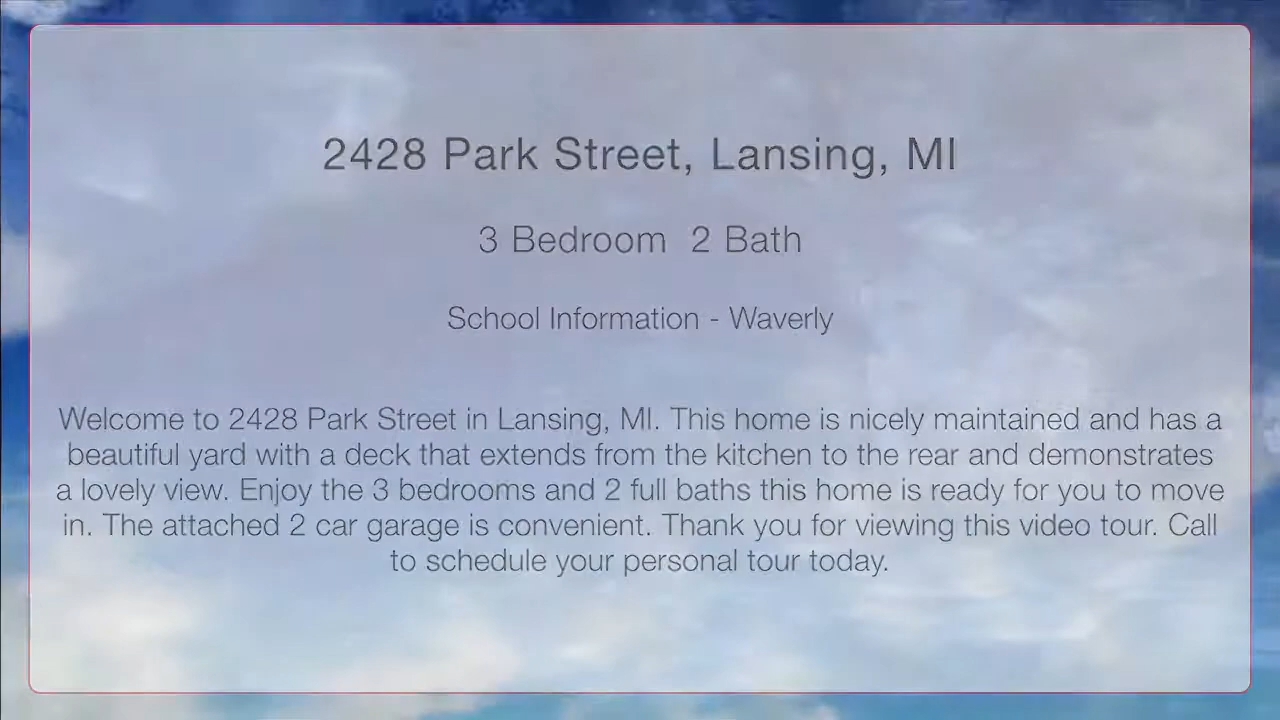 2428 Park Street, Lansing, MI
3 Bedroom  2 Bath
School Information - Waverly
Welcome to 2428 Park Street in Lansing, MI. This home is nicely maintained and has a
beautiful yard with a deck that extends from the kitchen to the rear and demonstrates
a lovely view. Enjoy the 3 bedrooms and 2 full baths this home is ready for you to move
in. The attached 2 car garage is convenient. Thank you for viewing this video tour. Call
to schedule your personal tour today.